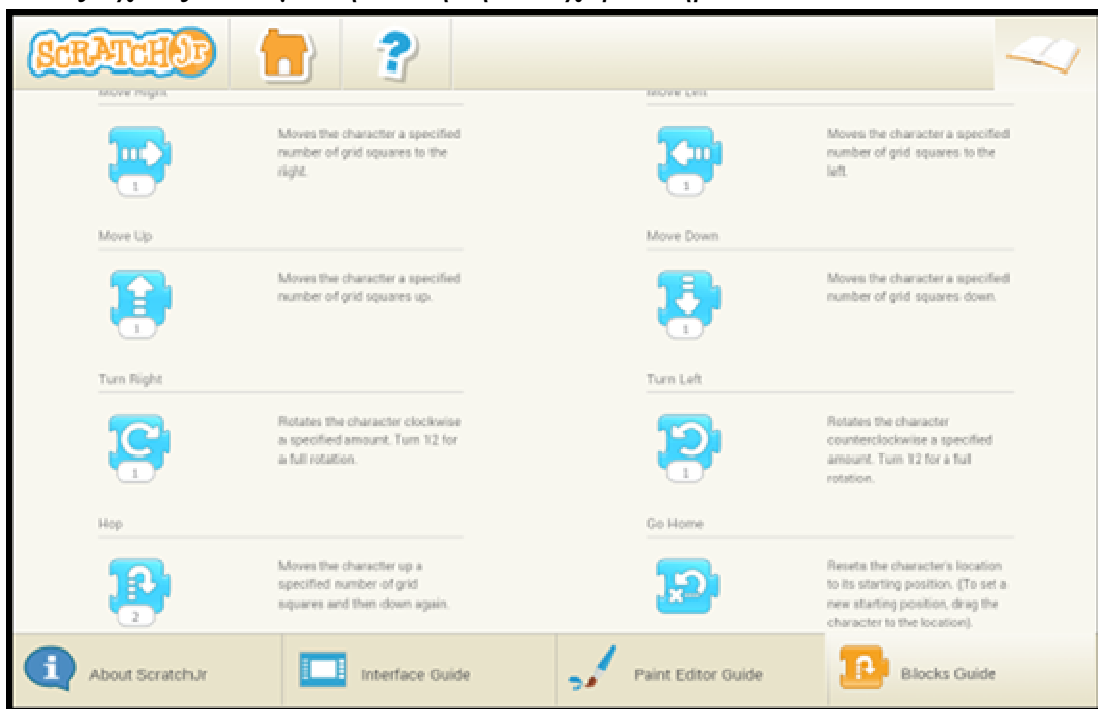 SCRATCHJr
?
Move Right
Move Left
Moves the character a specified
number of grid squares to the
right.
1
Moves the character a specified
number of grid squares to the
left.
1
Move Up
Move Down
Moves the character a specified
number of grid squares up.
1
Moves the character a specified
number of grid squares down.
1
Turn Right
Turn Left
Rotates the character clockwise
a specified amount. Turn 12 for
a full rotation.
1
Rotates the character
counterclockwise a specified
amount. Turn 12 for a full
rotation.
1
Hop
Go Home
Moves the character up a
specified number of grid
squares and then down again.
2
Resets the character's location
to its starting position. (To set a
new starting position, drag the
character to the location).
i
About ScratchJr
Interface Guide
Paint Editor Guide
Blocks Guide